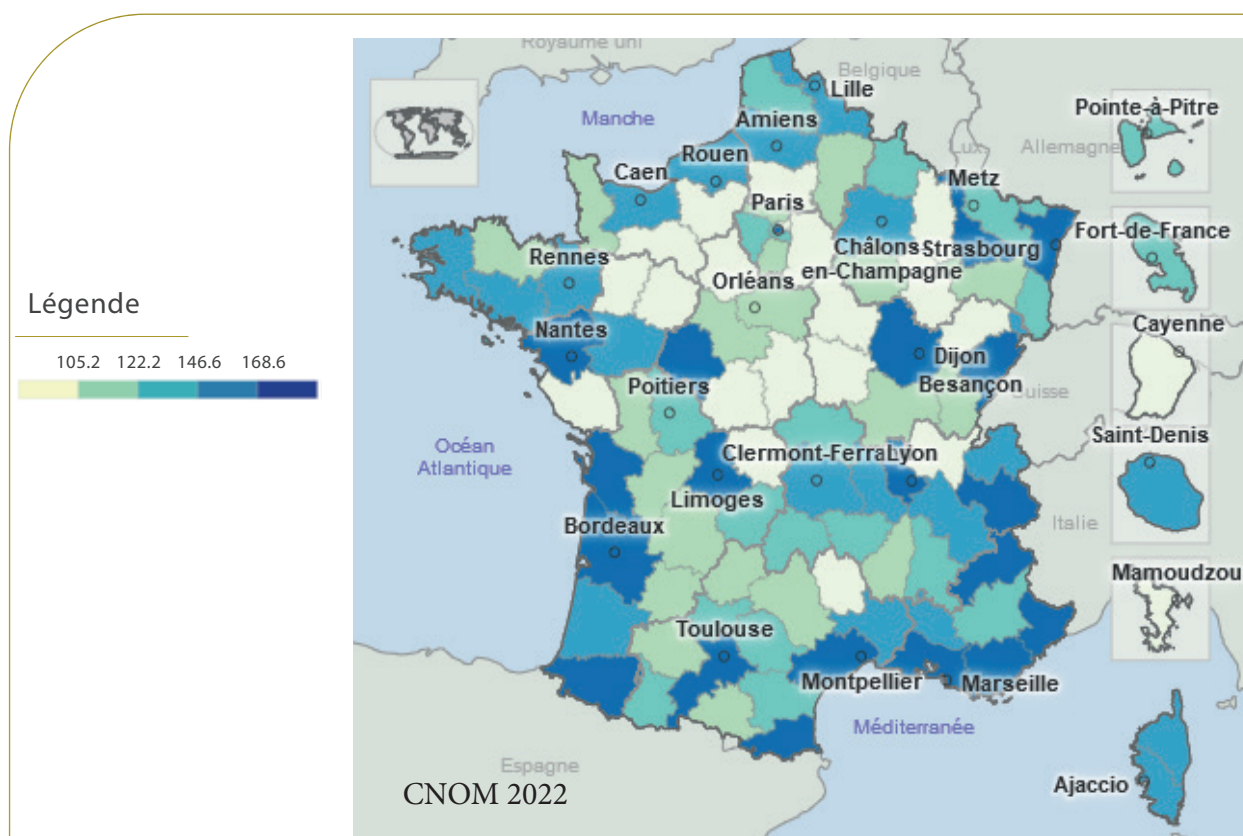 Royaume uni
Belgique
Lille
Manche
Amiens
Pointe-à-Pitre
Rouen
Lux.
Allemagne
Caen
Metz
Paris
Fort-de-France
Châlons
en-Champagne
Strasbourg
Rennes
Orléans
Légende
Nantes
Cayenne
105.2 122.2 146.6 168.6
Dijon
Poitiers
Besançon
Suisse
Océan
Atlantique
Clermont-Ferra
Lyon
Saint-Denis
Limoges
Bordeaux
Italie
Mamoudzou
Toulouse
Montpellier
Marseille
Méditerranée
Espagne
Ajaccio
CNOM 2022